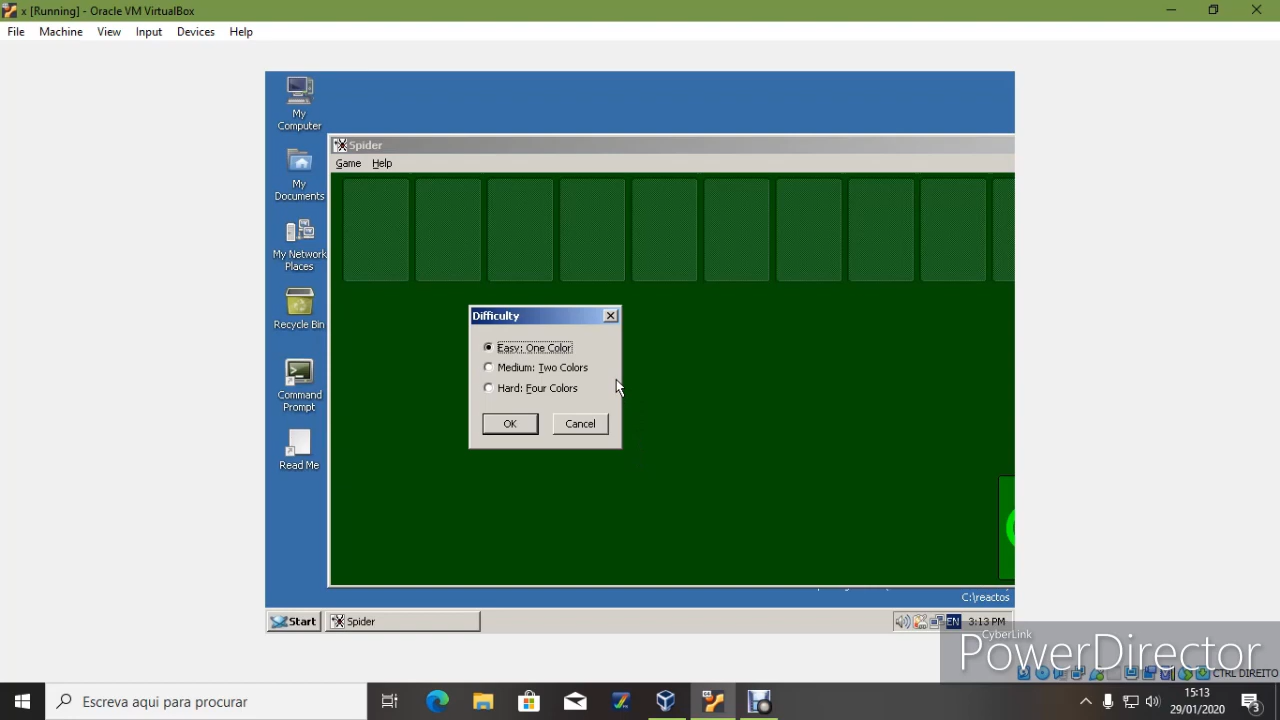 x [Running] - Oracle VM VirtualBox
File Machine View Input Devices Help
My Computer
My Documents
My Network Places
Recycle Bin
Command Prompt
Read Me
Spider
Game Help
Difficulty
Easy: One Color
Medium: Two Colors
Hard: Four Colors
OK Cancel
C:\reactos
Start Spider EN 3:13 PM
CyberLink
PowerDirector
CTRL DIREITO
Escreva aqui para procurar
15:13
29/01/2020
3